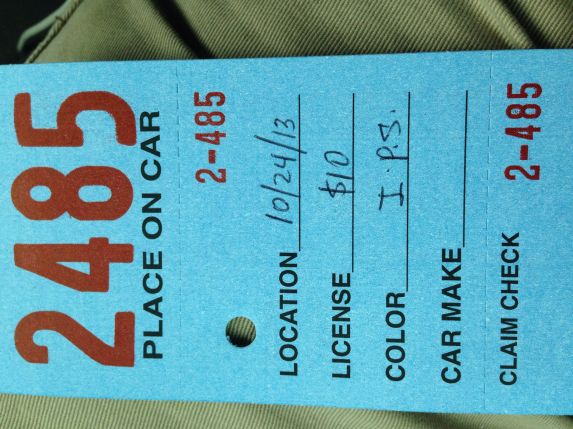 2485
PLACE ON CAR
2-485
LOCATION 10/24/13
LICENSE $10
COLOR I.P.S.
CAR MAKE
CLAIM CHECK 2-485